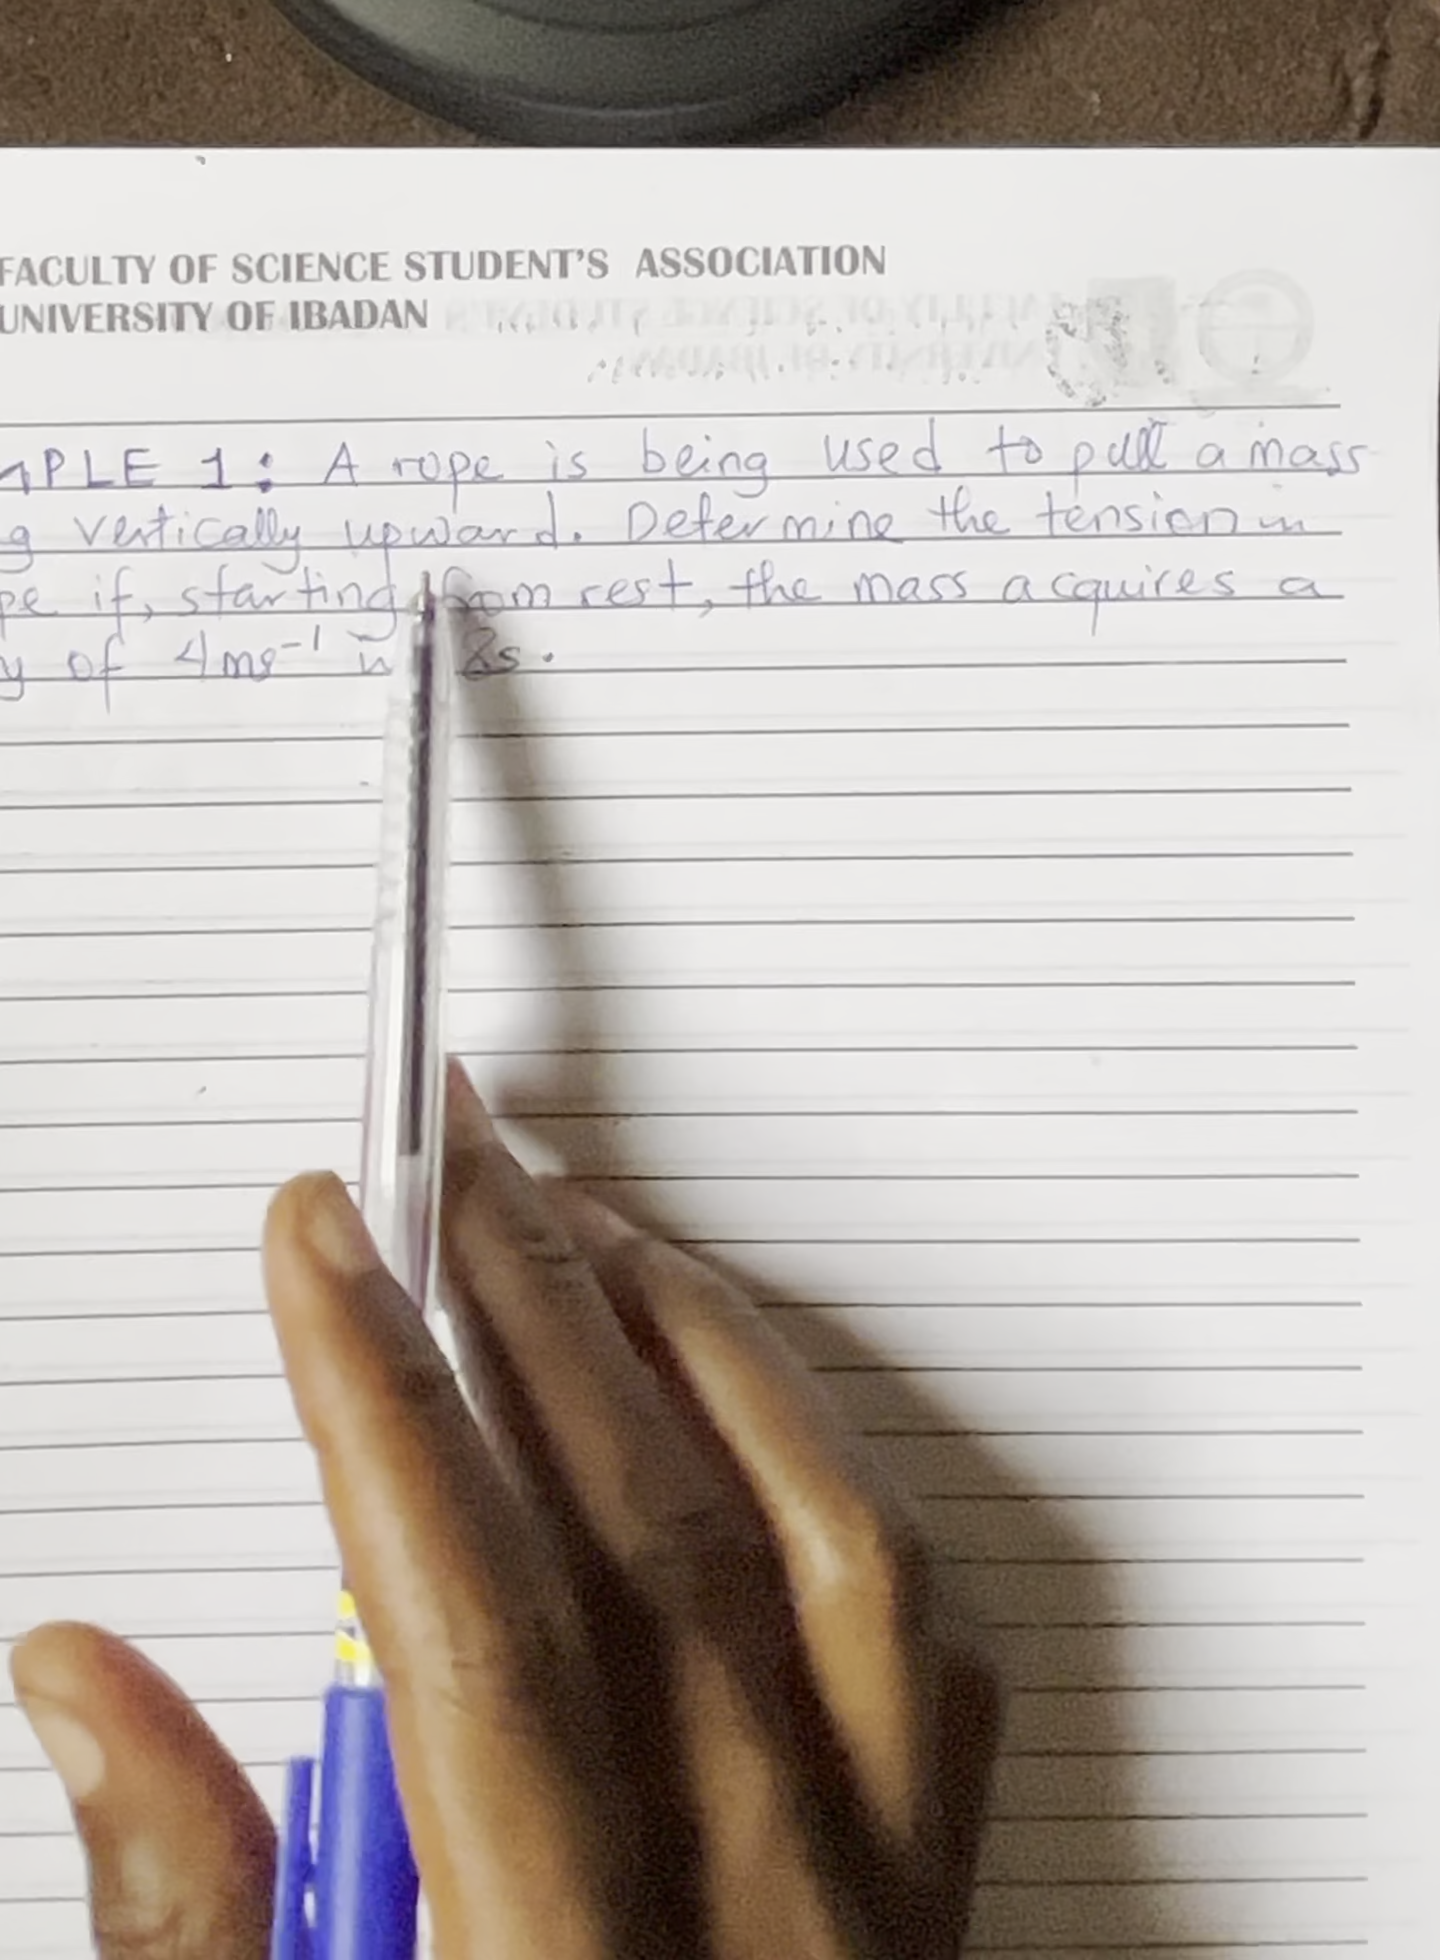 FACULTY OF SCIENCE STUDENT'S ASSOCIATION
UNIVERSITY OF IBADAN
MPLE 1: A rope is being used to pull a mass
g vertically upward. Determine the tension in
pe if, starting from rest, the mass acquires a
y of 4ms⁻¹ in 8s.